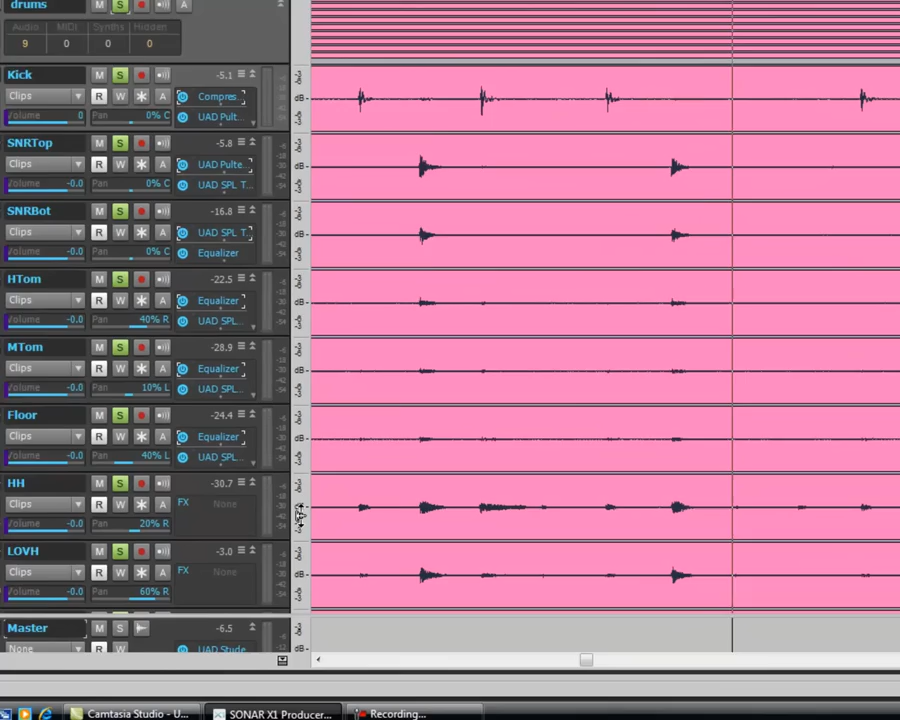 drums M S A
Audio MIDI Synths Hidden
9 0 0 0
Kick M S -5.1
Clips R W A Compres..
Volume 0 Pan 0% C UAD Pult...
SNRTop M S -5.8
Clips R W A UAD Pulte...
Volume -0.0 Pan 0% C UAD SPL T...
SNRBot M S -16.8
Clips R W A UAD SPL T...
Volume -0.0 Pan 0% C Equalizer
HTom M S -22.5
Clips R W A Equalizer
Volume -0.0 Pan 40% R UAD SPL...
MTom M S -28.9
Clips R W A Equalizer
Volume -0.0 Pan 10% L UAD SPL...
Floor M S -24.4
Clips R W A Equalizer
Volume -0.0 Pan 40% L UAD SPL...
HH M S -30.7
Clips R W A FX None
Volume -0.0 Pan 20% R
LOVH M S -3.0
Clips R W A FX None
Volume -0.0 Pan 60% R
Master M S -6.5
None R W UAD Stude
Camtasia Studio - U... SONAR X1 Producer... Recording...